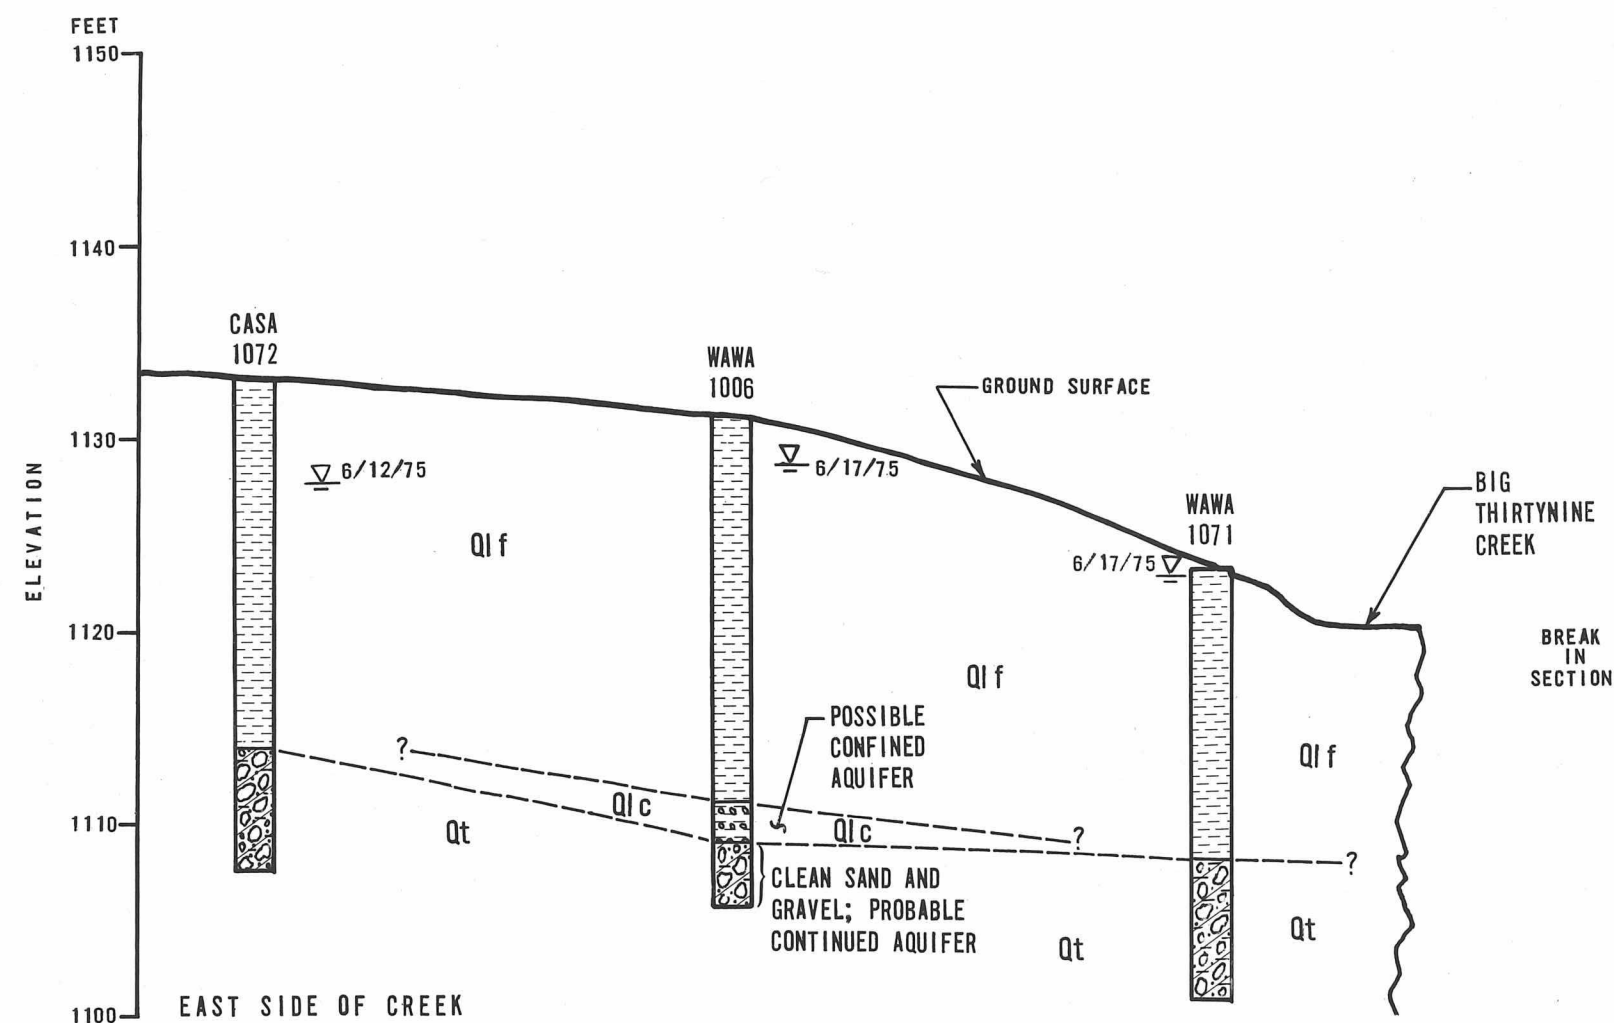 FEET
1150
1140
1130
1120
1110
1100
ELEVATION
CASA
1072
WAWA
1006
GROUND SURFACE
6/12/75
6/17/75
WAWA
1071
6/17/75
BIG
THIRTYNINE
CREEK
Qlf
Qlf
Qlf
BREAK
IN
SECTION
POSSIBLE
CONFINED
AQUIFER
?
Qlc
Qlc
?
?
Qt
CLEAN SAND AND
GRAVEL; PROBABLE
CONTINUED AQUIFER
Qt
Qt
EAST SIDE OF CREEK